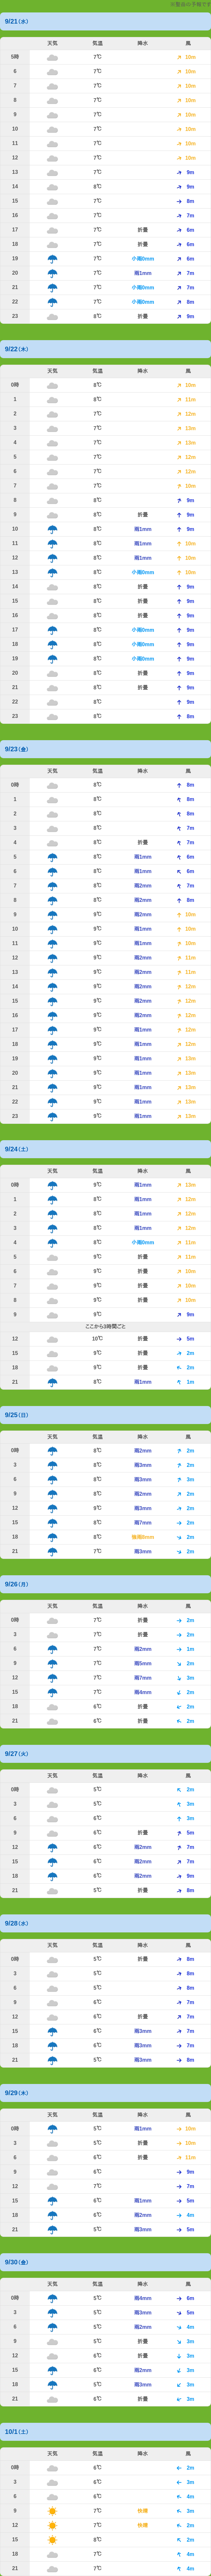 9/21(水)
天気 気温 降水 風
5時 7℃ 10m
6 7℃ 10m
7 7℃ 10m
8 7℃ 10m
9 7℃ 10m
10 7℃ 10m
11 7℃ 10m
12 7℃ 10m
13 7℃ 9m
14 8℃ 9m
15 7℃ 8m
16 7℃ 7m
17 8℃ 折曇 6m
18 7℃ 折曇 6m
19 7℃ 小雨0mm 6m
20 7℃ 雨1mm 7m
21 7℃ 小雨0mm 7m
22 7℃ 小雨0mm 8m
23 8℃ 折曇 9m
9/22(木)
天気 気温 降水 風
0時 8℃ 10m
1 8℃ 11m
2 7℃ 12m
3 7℃ 13m
4 7℃ 13m
5 7℃ 12m
6 7℃ 12m
7 7℃ 10m
8 8℃ 9m
9 8℃ 折曇 9m
10 8℃ 雨1mm 9m
11 8℃ 雨1mm 10m
12 8℃ 雨1mm 10m
13 8℃ 小雨0mm 10m
14 8℃ 折曇 9m
15 8℃ 折曇 9m
16 8℃ 折曇 9m
17 8℃ 小雨0mm 9m
18 8℃ 小雨0mm 9m
19 8℃ 小雨0mm 9m
20 8℃ 折曇 9m
21 8℃ 折曇 9m
22 8℃ 8m
23 8℃ 8m
9/23(金)
天気 気温 降水 風
0時 8℃ 8m
1 8℃ 8m
2 8℃ 8m
3 8℃ 7m
4 8℃ 折曇 7m
5 8℃ 雨1mm 6m
6 8℃ 雨1mm 6m
7 8℃ 雨2mm 7m
8 8℃ 雨2mm 8m
9 9℃ 雨2mm 10m
10 9℃ 雨1mm 10m
11 9℃ 雨1mm 10m
12 9℃ 雨2mm 11m
13 9℃ 雨2mm 11m
14 9℃ 雨2mm 12m
15 9℃ 雨2mm 12m
16 9℃ 雨2mm 12m
17 9℃ 雨1mm 12m
18 9℃ 雨1mm 12m
19 9℃ 雨1mm 13m
20 9℃ 雨1mm 13m
21 9℃ 雨1mm 13m
22 9℃ 雨1mm 13m
23 9℃ 雨1mm 13m
9/24(土)
天気 気温 降水 風
0時 9℃ 雨1mm 13m
1 8℃ 雨1mm 12m
2 8℃ 雨1mm 12m
3 8℃ 雨1mm 12m
4 8℃ 小雨0mm 11m
5 9℃ 折曇 11m
6 9℃ 折曇 10m
7 9℃ 折曇 10m
8 9℃ 折曇 10m
9 9℃ 9m
ここから3時間ごと
12 10℃ 折曇 5m
15 9℃ 折曇 2m
18 9℃ 折曇 2m
21 8℃ 雨1mm 1m
9/25(日)
天気 気温 降水 風
0時 8℃ 雨2mm 2m
3 8℃ 雨3mm 2m
6 8℃ 雨3mm 3m
9 8℃ 雨2mm 2m
12 9℃ 雨3mm 2m
15 8℃ 雨7mm 2m
18 8℃ 2m
21 7℃ 雨3mm 2m
9/26(月)
天気 気温 降水 風
0時 7℃ 折曇 2m
3 7℃ 折曇 2m
6 7℃ 雨2mm 1m
9 7℃ 雨5mm 2m
12 7℃ 雨7mm 3m
15 7℃ 雨4mm 2m
18 6℃ 折曇 2m
21 6℃ 折曇 2m
9/27(火)
天気 気温 降水 風
0時 5℃ 2m
3 5℃ 3m
6 6℃ 3m
9 6℃ 折曇 5m
12 6℃ 雨2mm 7m
15 6℃ 雨2mm 7m
18 6℃ 雨2mm 9m
21 5℃ 折曇 8m
9/28(水)
天気 気温 降水 風
0時 5℃ 折曇 8m
3 5℃ 8m
6 5℃ 8m
9 6℃ 7m
12 6℃ 折曇 7m
15 7℃ 雨3mm 7m
18 6℃ 雨3mm 7m
21 5℃ 雨3mm 8m
9/29(木)
天気 気温 降水 風
0時 5℃ 雨1mm 10m
3 5℃ 折曇 10m
6 6℃ 折曇 11m
9 6℃ 9m
12 7℃ 7m
15 6℃ 雨1mm 5m
18 6℃ 雨2mm 4m
21 5℃ 雨3mm 5m
9/30(金)
天気 気温 降水 風
0時 5℃ 雨4mm 6m
3 5℃ 雨3mm 5m
6 5℃ 雨2mm 4m
9 5℃ 折曇 3m
12 6℃ 折曇 3m
15 6℃ 雨2mm 3m
18 5℃ 雨3mm 3m
21 6℃ 折曇 3m
10/1(土)
天気 気温 降水 風
0時 6℃ 2m
3 6℃ 3m
6 6℃ 4m
9 7℃ 快晴 3m
12 7℃ 快晴 2m
15 8℃ 2m
18 7℃ 4m
21 7℃ 4m